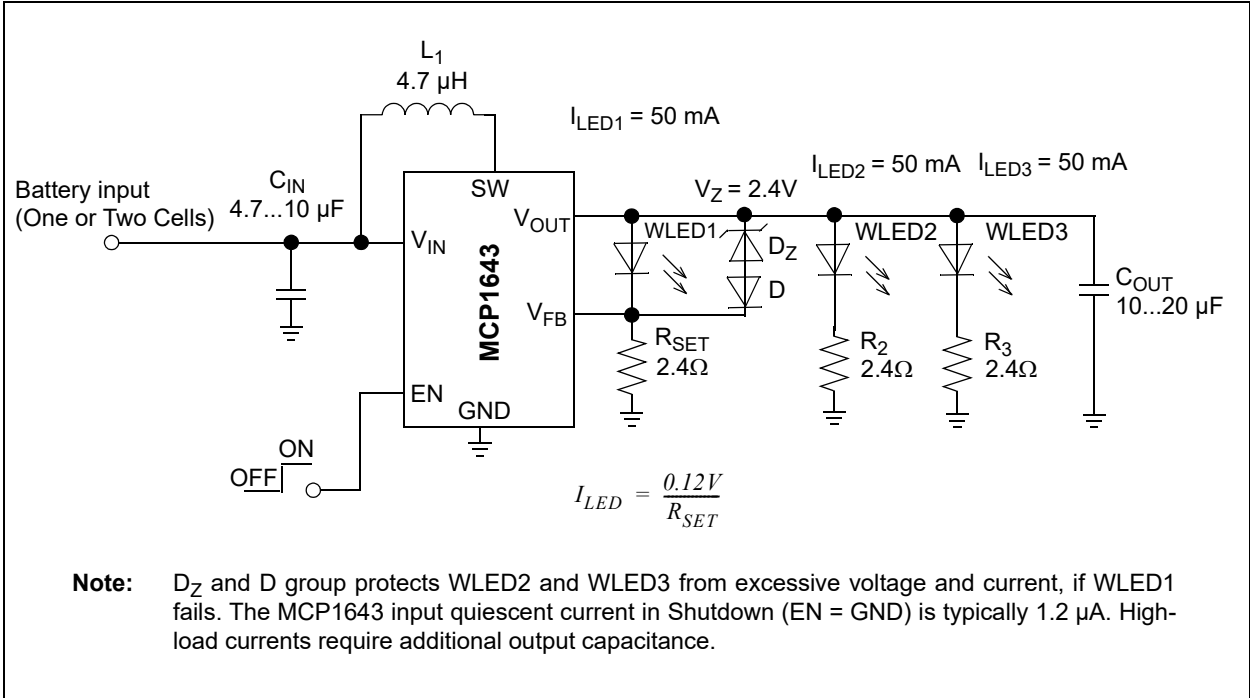 L1
4.7 µH
ILED1 = 50 mA
ILED2 = 50 mA
ILED3 = 50 mA
Battery input
(One or Two Cells)
CIN
4.7...10 µF
SW
VOUT
VIN
MCP1643
VFB
EN
GND
VZ = 2.4V
WLED1
DZ
D
WLED2
WLED3
COUT
10...20 µF
RSET
2.4Ω
R2
2.4Ω
R3
2.4Ω
ON
OFF
ILED = 0.12V / RSET
Note: DZ and D group protects WLED2 and WLED3 from excessive voltage and current, if WLED1
fails. The MCP1643 input quiescent current in Shutdown (EN = GND) is typically 1.2 µA. High-
load currents require additional output capacitance.